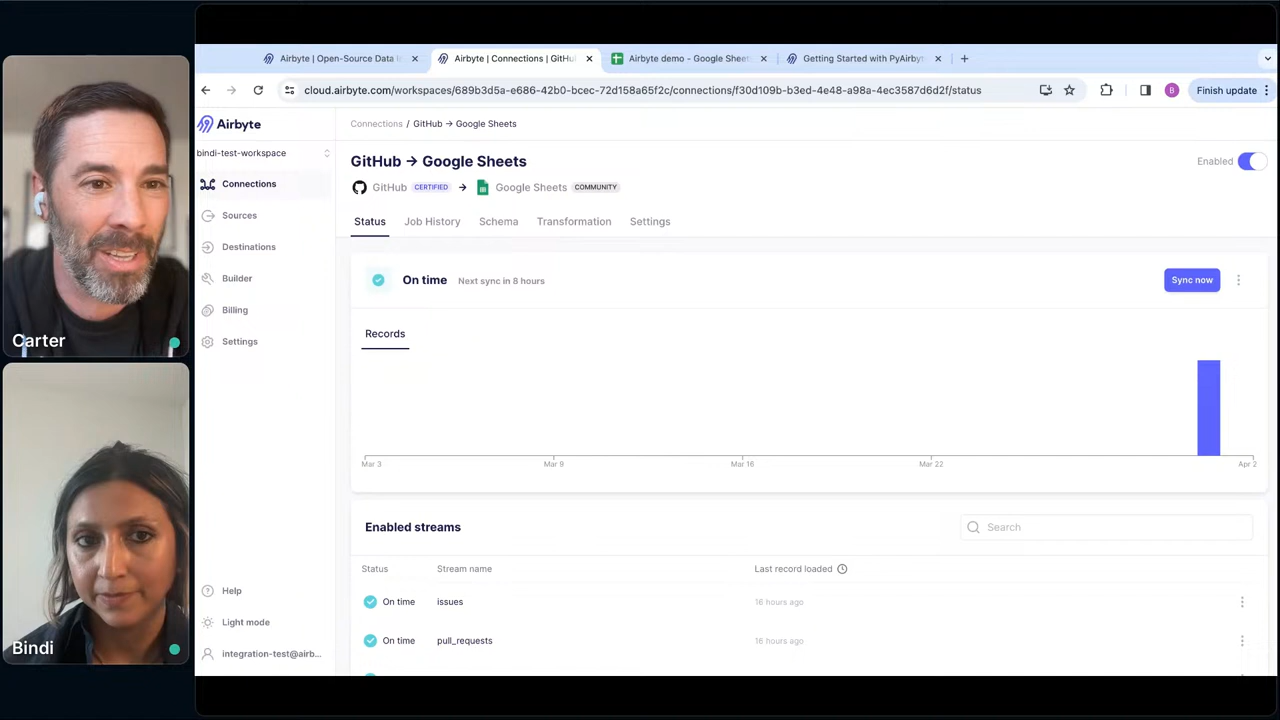 Airbyte | Open-Source Data I
Airbyte | Connections | GitHu
Airbyte demo - Google Sheet
Getting Started with PyAirbyt
cloud.airbyte.com/workspaces/689b3d5a-e686-42b0-bcec-72d158a65f2c/connections/f30d109b-b3ed-4e48-a98a-4ec3587d6d2f/status
B
Finish update
Airbyte
bindi-test-workspace
Connections
Sources
Destinations
Builder
Billing
Settings
Help
Light mode
integration-test@airb...
Connections / GitHub → Google Sheets
GitHub → Google Sheets
Enabled
GitHub CERTIFIED → Google Sheets COMMUNITY
Status Job History Schema Transformation Settings
On time Next sync in 8 hours
Sync now
Records
Mar 3 Mar 9 Mar 16 Mar 22 Apr 2
Enabled streams
Search
Status Stream name Last record loaded
On time issues 16 hours ago
On time pull_requests 16 hours ago
Carter
Bindi